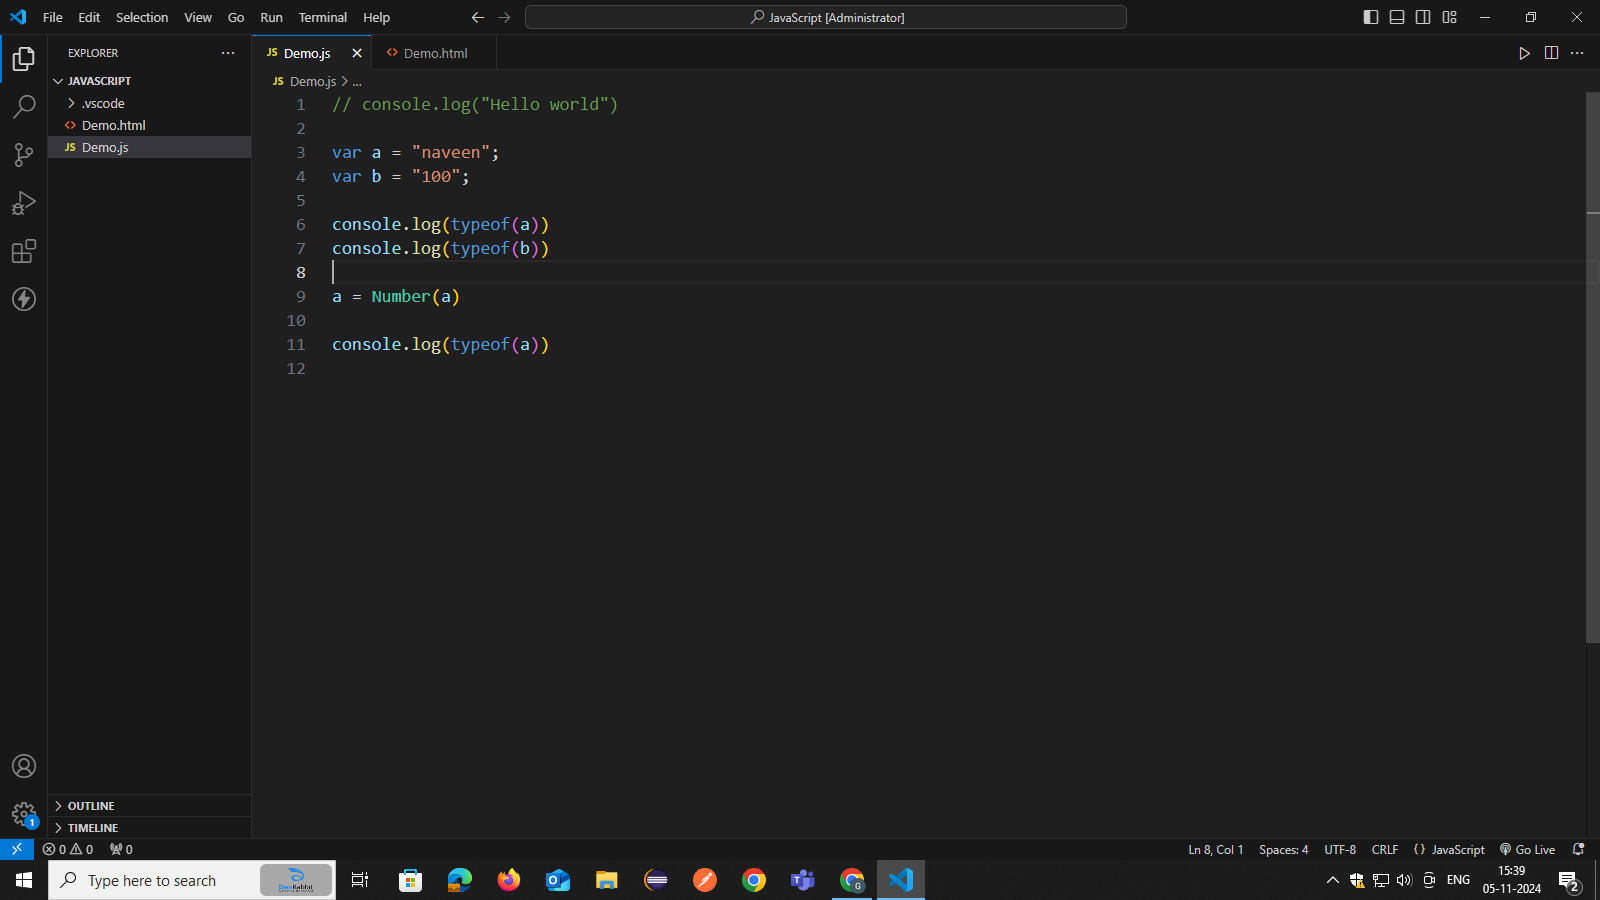 File Edit Selection View Go Run Terminal Help
JavaScript [Administrator]
EXPLORER
JS Demo.js
Demo.html
JAVASCRIPT
JS Demo.js > ...
.vscode
Demo.html
JS Demo.js
1 // console.log("Hello world")
2
3 var a = "naveen";
4 var b = "100";
5
6 console.log(typeof(a))
7 console.log(typeof(b))
8
9 a = Number(a)
10
11 console.log(typeof(a))
12
OUTLINE
1
TIMELINE
0 0 0
Ln 8, Col 1 Spaces: 4 UTF-8 CRLF {} JavaScript Go Live
Type here to search
DevRabbit
G
ENG
15:39
05-11-2024
2